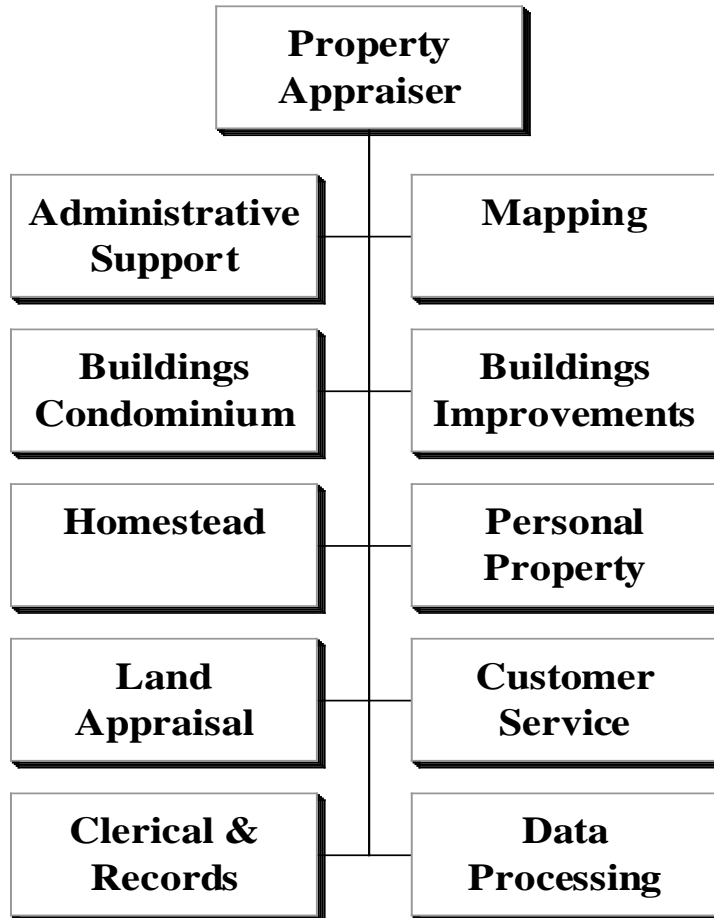 Property
Appraiser
Administrative
Support
Mapping
Buildings
Condominium
Buildings
Improvements
Homestead
Personal
Property
Land
Appraisal
Customer
Service
Clerical &
Records
Data
Processing